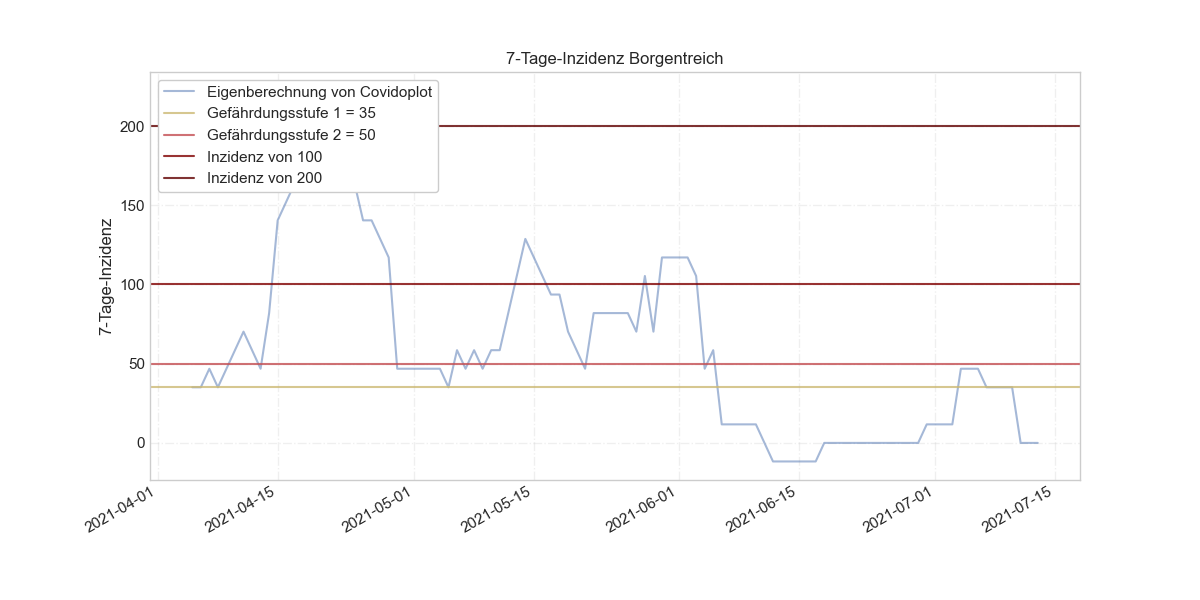 7-Tage-Inzidenz Borgentreich
Eigenberechnung von Covidoplot
Gefährdungsstufe 1 = 35
Gefährdungsstufe 2 = 50
Inzidenz von 100
Inzidenz von 200
7-Tage-Inzidenz
200
150
100
50
0
2021-04-01
2021-04-15
2021-05-01
2021-05-15
2021-06-01
2021-06-15
2021-07-01
2021-07-15